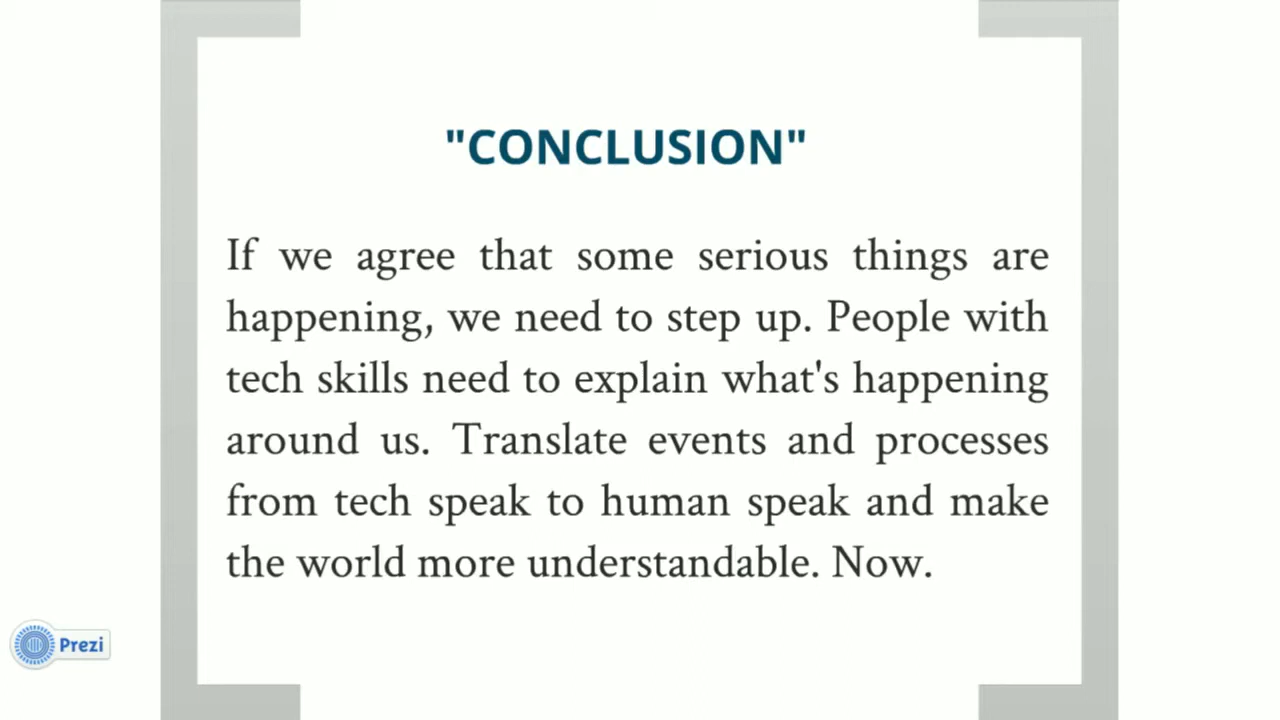 "CONCLUSION"
If we agree that some serious things are
happening, we need to step up. People with
tech skills need to explain what's happening
around us. Translate events and processes
from tech speak to human speak and make
the world more understandable. Now.
Prezi